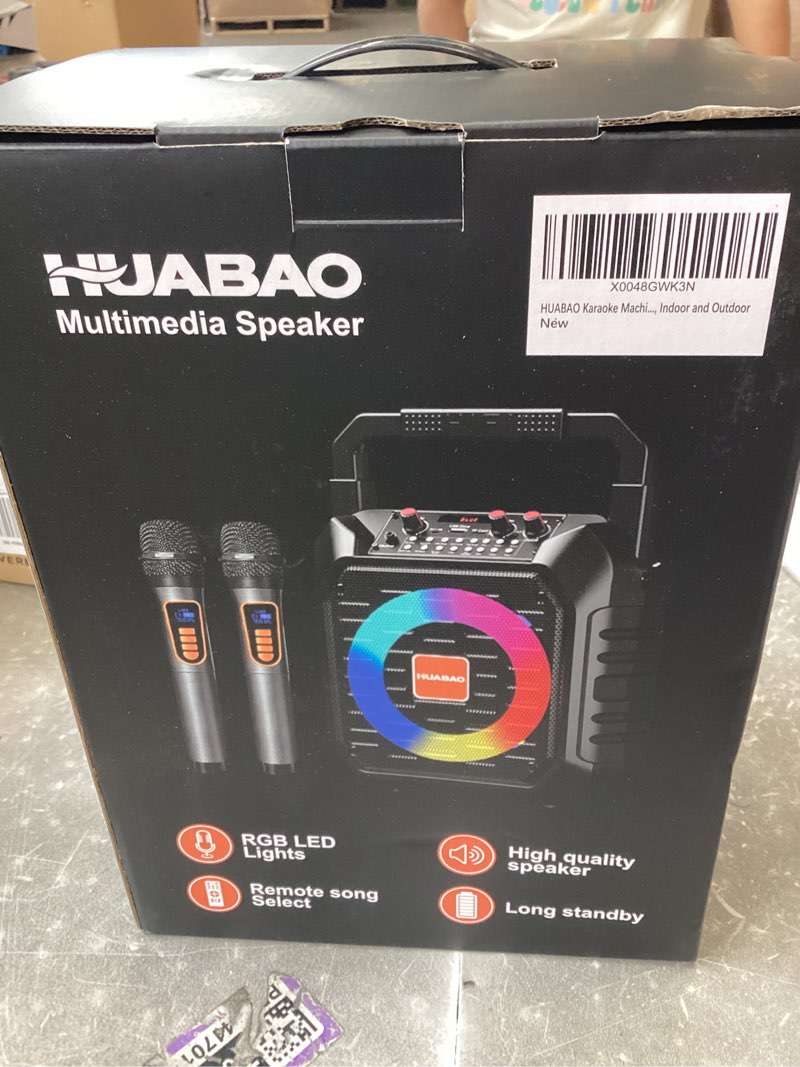 HUABAO
Multimedia Speaker
X0048GWK3N
HUABAO Karaoke Machi..., Indoor and Outdoor
New
HUABAO
RGB LED
Lights
High quality
speaker
Remote song
Select
Long standby
44701